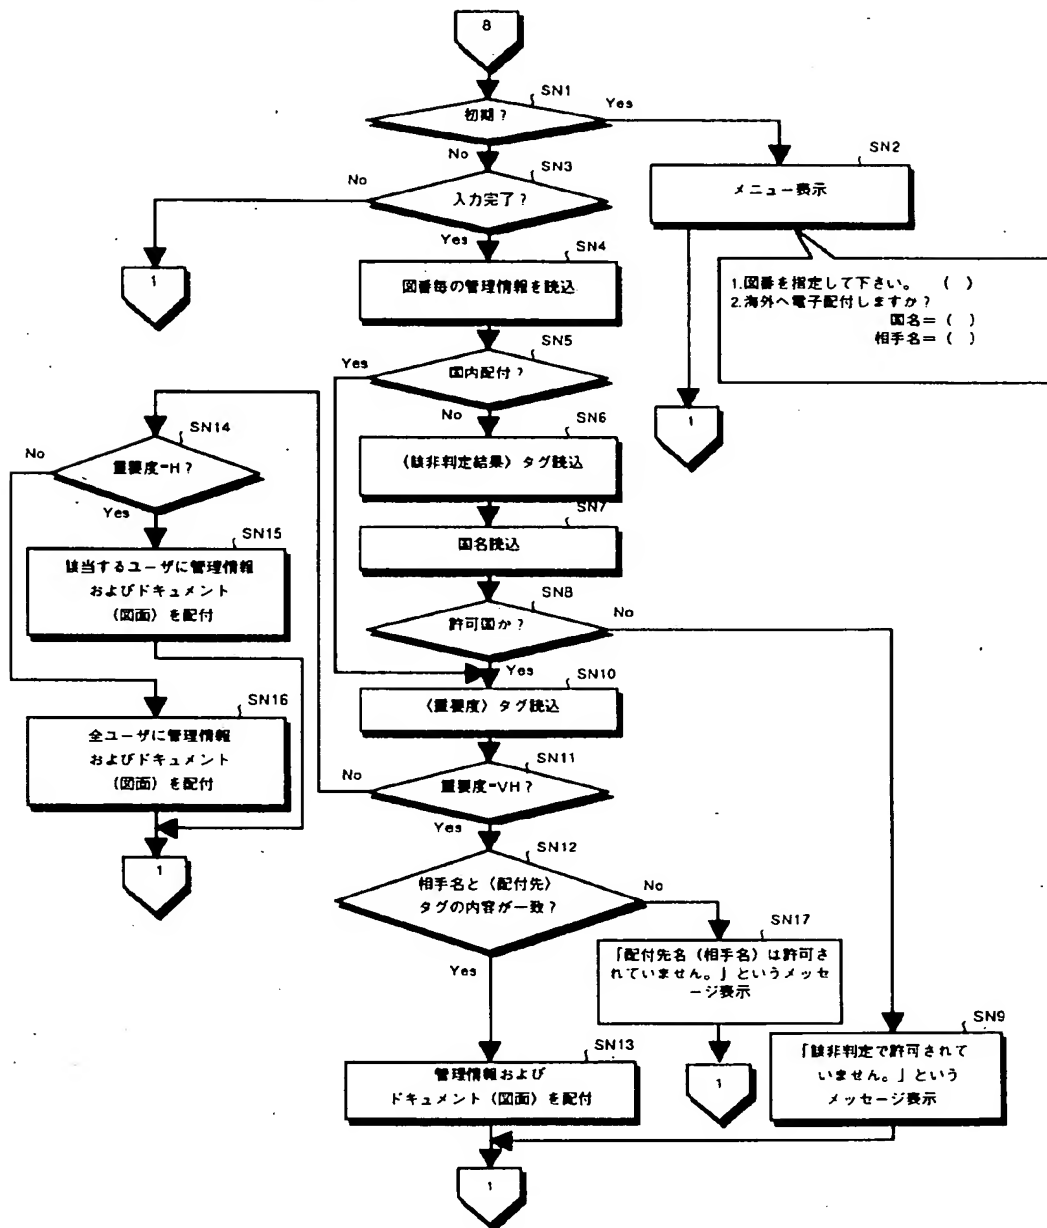 8
SN1
初期？
Yes
No
SN2
メニュー表示
SN3
No
入力完了？
Yes
1
SN4
図番毎の管理情報を読込
1.図番を指定して下さい。 ( )
2.海外へ電子配付しますか？
国名＝ ( )
相手名＝ ( )
1
SN5
Yes
国内配付？
No
SN6
〈該非判定結果〉タグ読込
SN7
国名読込
SN8
許可国か？
No
Yes
SN10
〈重要度〉タグ読込
SN11
No
重要度=VH？
Yes
SN14
No
重要度=H？
Yes
SN15
該当するユーザに管理情報
およびドキュメント
（図面）を配付
SN16
全ユーザに管理情報
およびドキュメント
（図面）を配付
1
SN12
相手名と〈配付先〉
タグの内容が一致？
No
Yes
SN17
「配付先名（相手名）は許可さ
れていません。」というメッセ
ージ表示
1
SN9
「該非判定で許可されて
いません。」という
メッセージ表示
SN13
管理情報および
ドキュメント（図面）を配付
1